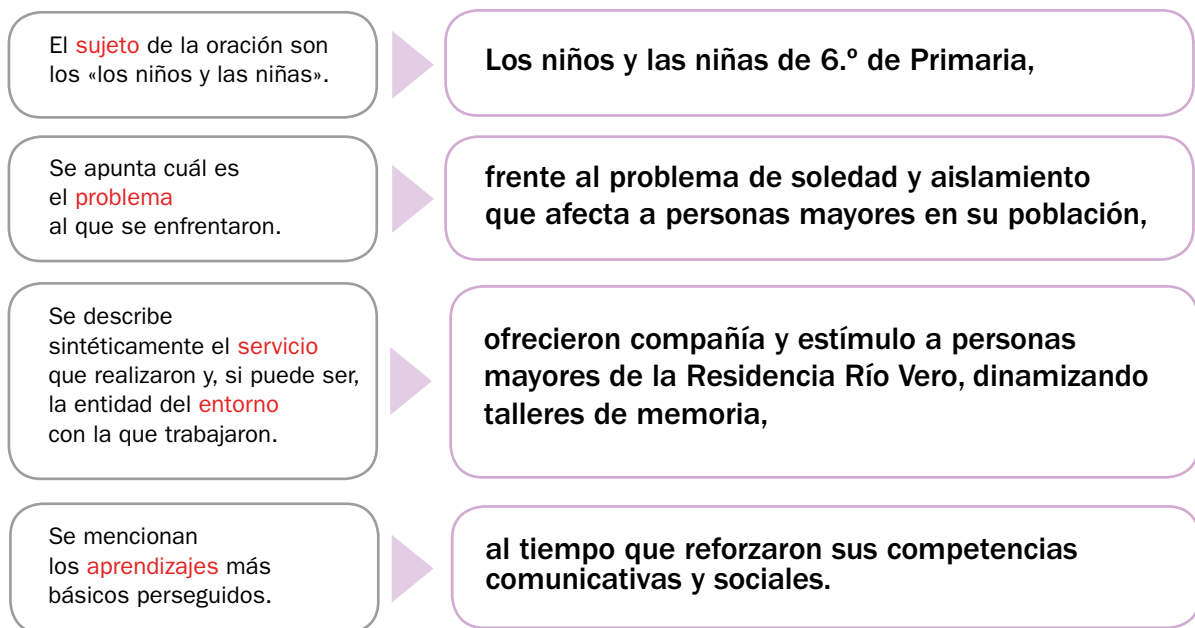 El sujeto de la oración son
los «los niños y las niñas».
Los niños y las niñas de 6.º de Primaria,
Se apunta cuál es
el problema
al que se enfrentaron.
frente al problema de soledad y aislamiento
que afecta a personas mayores en su población,
Se describe
sintéticamente el servicio
que realizaron y, si puede ser,
la entidad del entorno
con la que trabajaron.
ofrecieron compañía y estímulo a personas
mayores de la Residencia Río Vero, dinamizando
talleres de memoria,
Se mencionan
los aprendizajes más
básicos perseguidos.
al tiempo que reforzaron sus competencias
comunicativas y sociales.